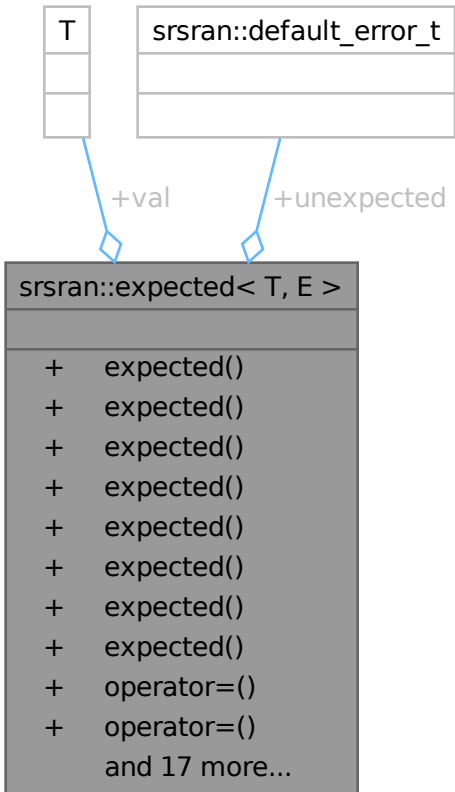 T
srsran::default_error_t
+val
+unexpected
srsran::expected< T, E >
+ expected()
+ expected()
+ expected()
+ expected()
+ expected()
+ expected()
+ expected()
+ expected()
+ operator=()
+ operator=()
and 17 more...